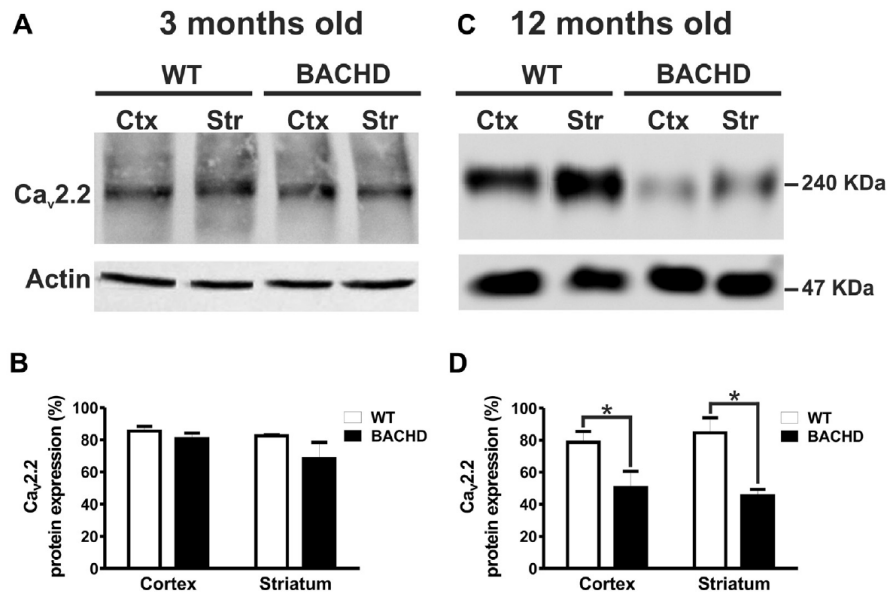 A 3 months old
WT BACHD
Ctx Str Ctx Str
Cav2.2
Actin
C 12 months old
WT BACHD
Ctx Str Ctx Str
240 KDa
47 KDa
B
Cav2.2
protein expression (%)
100
80
60
40
20
0
Cortex Striatum
WT
BACHD
D
Cav2.2
protein expression (%)
100
80
60
40
20
0
* *
Cortex Striatum
WT
BACHD